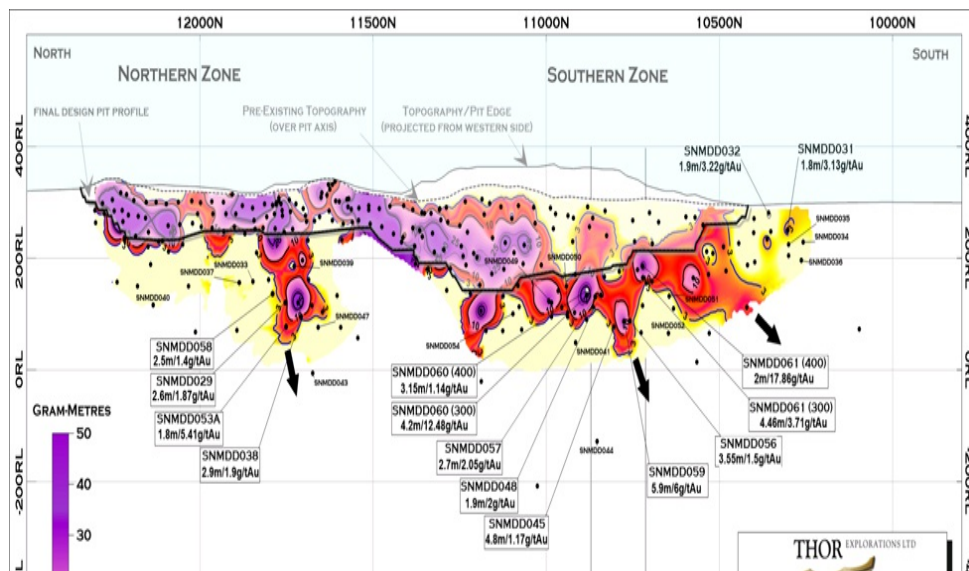 12000N 11500N 11000N 10500N 10000N
NORTH
SOUTH
NORTHERN ZONE
SOUTHERN ZONE
FINAL DESIGN PIT PROFILE
PRE-EXISTING TOPOGRAPHY
(OVER PIT AXIS)
TOPOGRAPHY/PIT EDGE
(PROJECTED FROM WESTERN SIDE)
400RL
200RL
0RL
-200RL
400RL
200RL
0RL
-200RL
SNMDD032
1.9m/3.22g/tAu
SNMDD031
1.8m/3.13g/tAu
SNMDD035
SNMDD034
SNMDD036
SNMDD049
SNMDD050
SNMDD037
SNMDD033
SNMDD039
SNMDD040
SNMDD047
SNMDD051
SNMDD052
SNMDD054
SNMDD041
SNMDD043
SNMDD044
SNMDD058
2.5m/1.4g/tAu
SNMDD029
2.6m/1.87g/tAu
SNMDD053A
1.8m/5.41g/tAu
SNMDD038
2.9m/1.9g/tAu
SNMDD060 (400)
3.15m/1.14g/tAu
SNMDD060 (300)
4.2m/12.48g/tAu
SNMDD057
2.7m/2.05g/tAu
SNMDD048
1.9m/2g/tAu
SNMDD045
4.8m/1.17g/tAu
SNMDD061 (400)
2m/17.86g/tAu
SNMDD061 (300)
4.46m/3.71g/tAu
SNMDD056
3.55m/1.5g/tAu
SNMDD059
5.9m/6g/tAu
GRAM-METRES
50
40
30
THOR EXPLORATIONS LTD